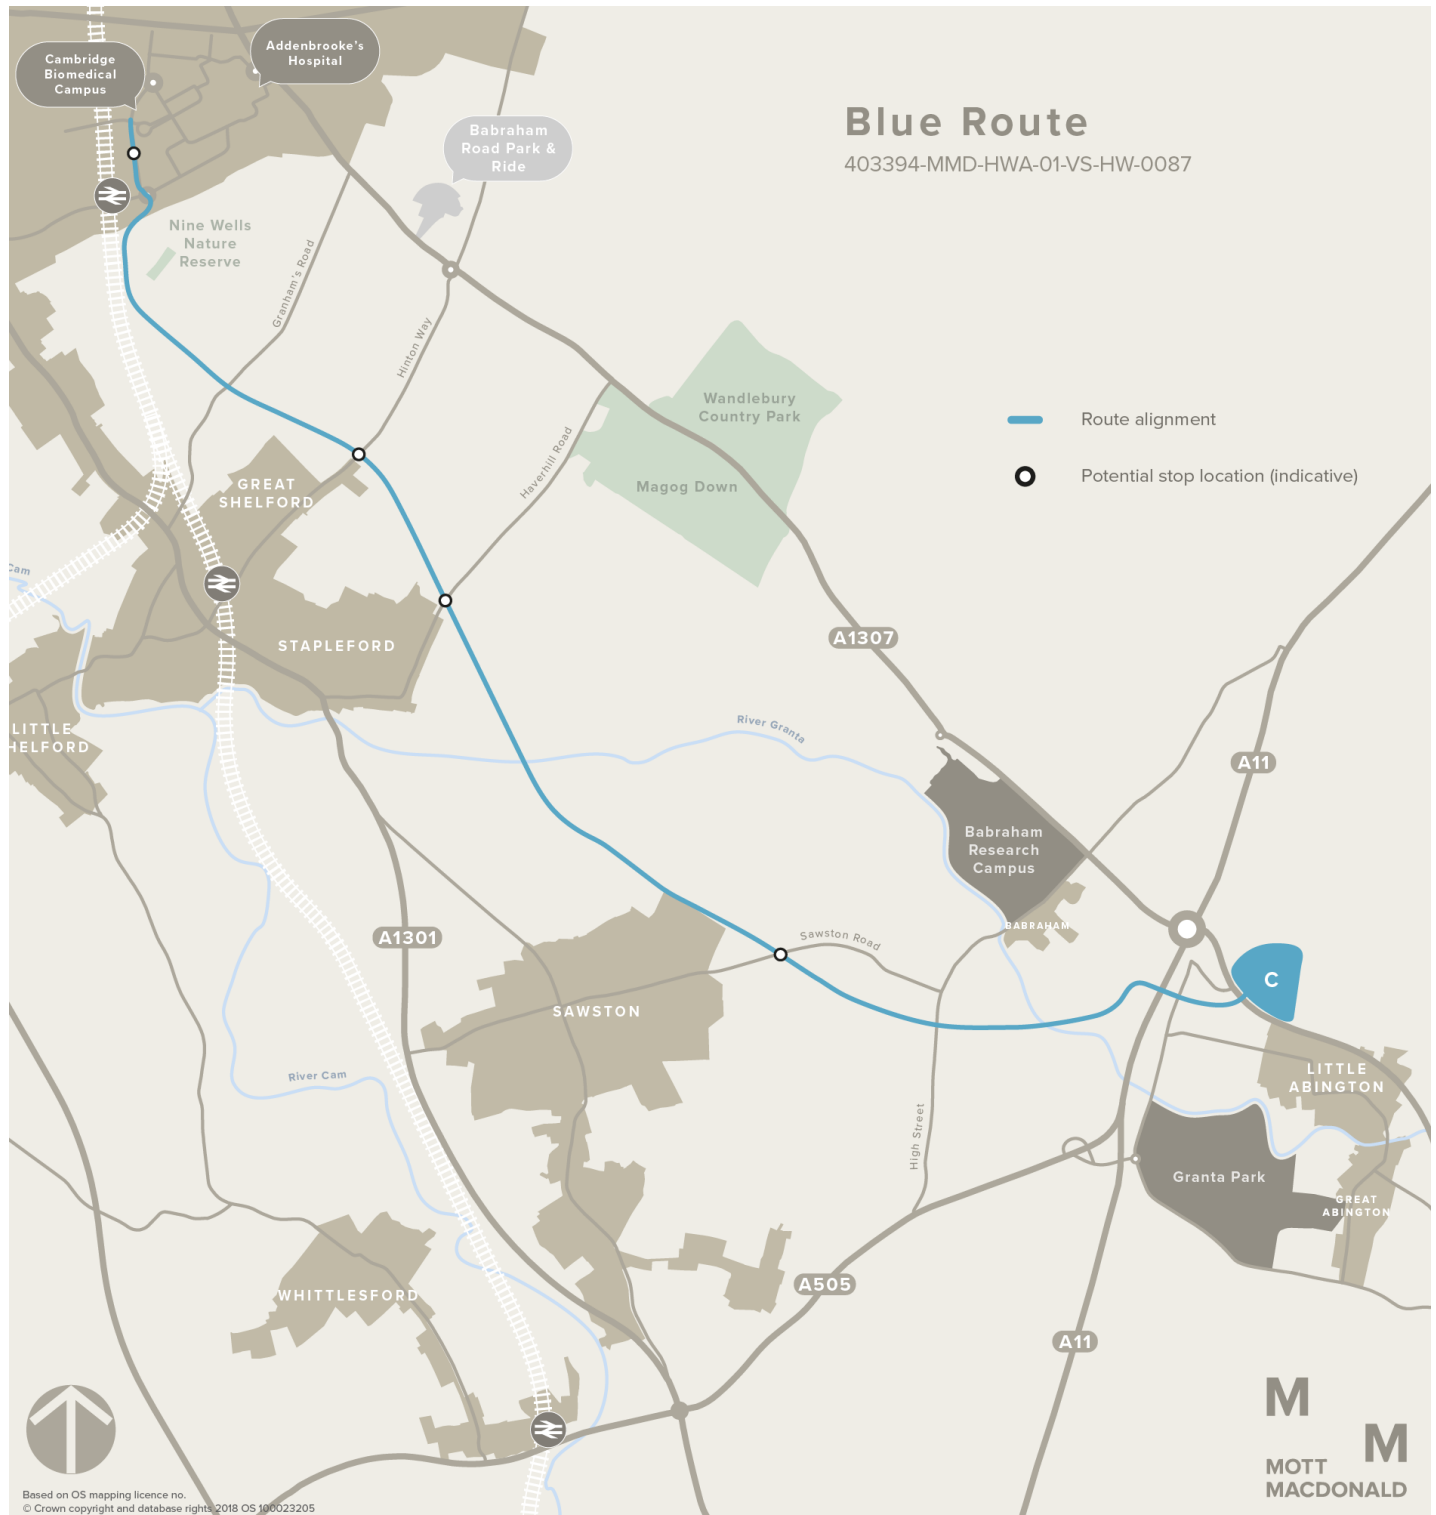 Cambridge
Biomedical
Campus
Addenbrooke's
Hospital
Babraham
Road Park &
Ride
Blue Route
403394-MMD-HWA-01-VS-HW-0087
Nine Wells
Nature
Reserve
Granham's Road
Hinton Way
Haverhill Road
Wandlebury
Country Park
Magog Down
Route alignment
Potential stop location (indicative)
GREAT
SHELFORD
Cam
STAPLEFORD
A1307
LITTLE
HELFORD
River Granta
A11
Babraham
Research
Campus
BABRAHAM
A1301
Sawston Road
C
SAWSTON
River Cam
LITTLE
ABINGTON
High Street
Granta Park
GREAT
ABINGTON
WHITTLESFORD
A505
A11
M
M
MOTT
MACDONALD
Based on OS mapping licence no.
© Crown copyright and database rights 2018 OS 100023205